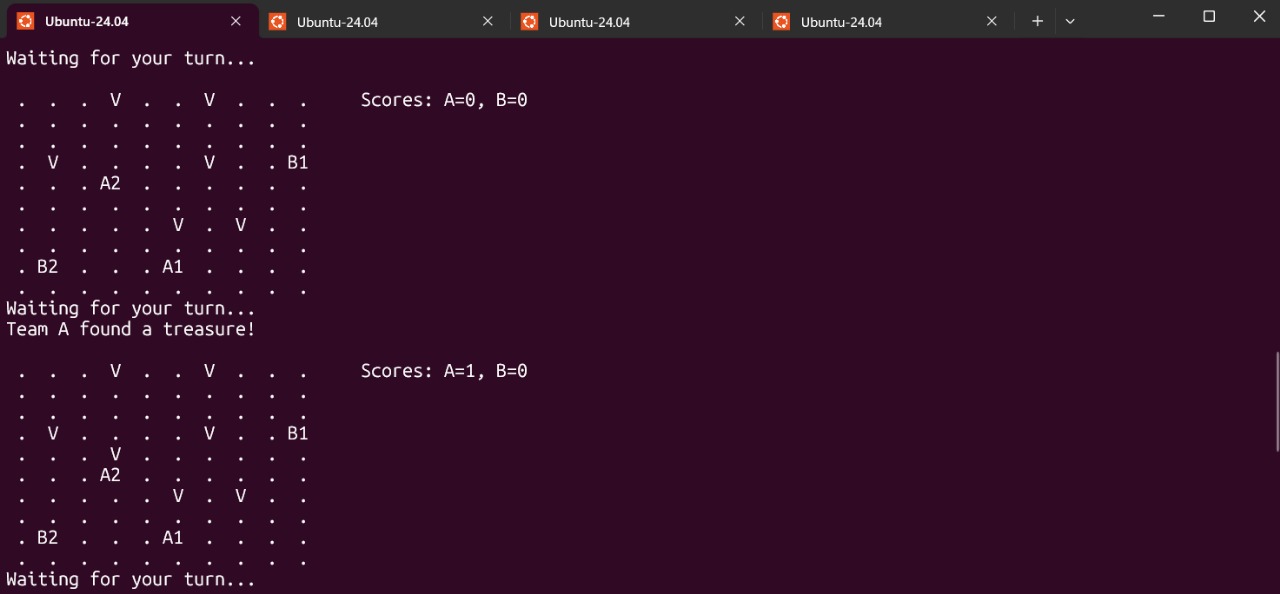 Ubuntu-24.04 Ubuntu-24.04 Ubuntu-24.04 Ubuntu-24.04
Waiting for your turn...
. . . V . . V . . . Scores: A=0, B=0
. . . . . . . . . .
. . . . . . . . . .
. V . . . . V . . B1
. . . A2 . . . . . .
. . . . . . . . . .
. . . . . V . V . .
. . . . . . . . . .
. B2 . . . A1 . . . .
. . . . . . . . . .
Waiting for your turn...
Team A found a treasure!
. . . V . . V . . . Scores: A=1, B=0
. . . . . . . . . .
. . . . . . . . . .
. V . . . . V . . B1
. . . V . . . . . .
. . . A2 . . . . . .
. . . . . V . V . .
. . . . . . . . . .
. B2 . . . A1 . . . .
. . . . . . . . . .
Waiting for your turn...